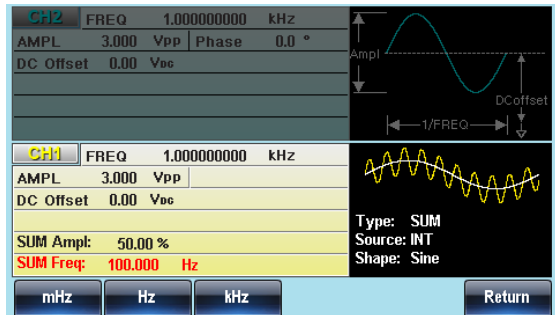 CH2 FREQ 1.000000000 kHz
AMPL 3.000 VPP Phase 0.0 °
DC Offset 0.00 VDC
Ampl
DCoffset
1/FREQ
CH1 FREQ 1.000000000 kHz
AMPL 3.000 VPP
DC Offset 0.00 VDC
SUM Ampl: 50.00 %
SUM Freq: 100.000 Hz
Type: SUM
Source: INT
Shape: Sine
mHz Hz kHz Return